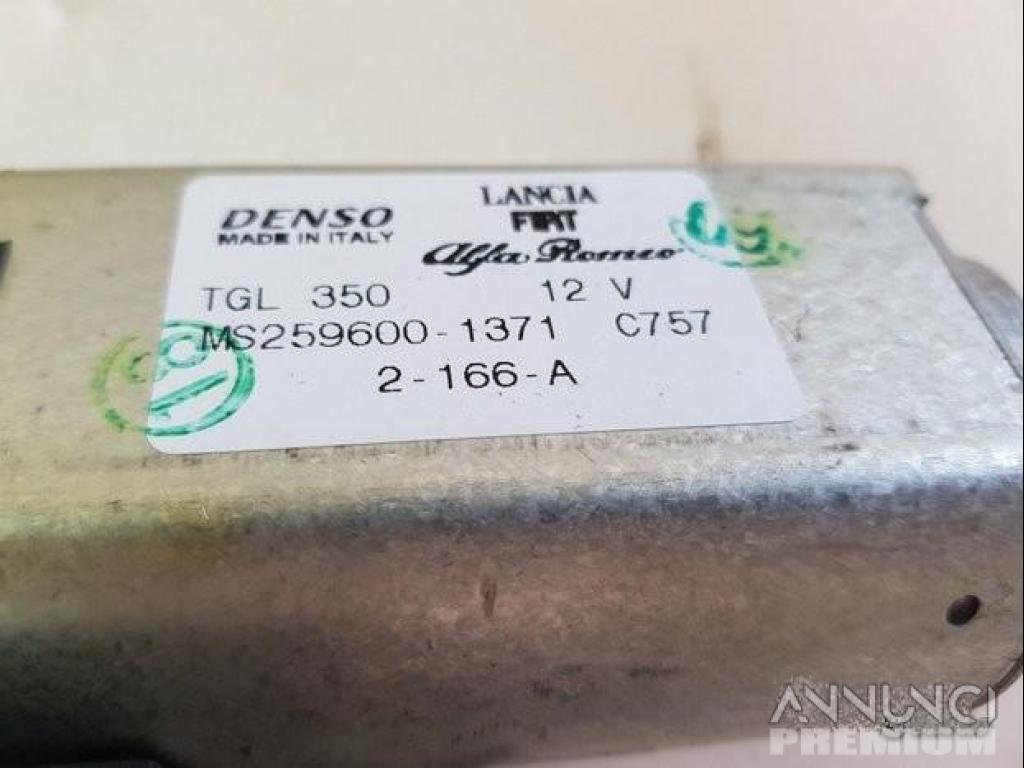 DENSO
MADE IN ITALY
LANCIA
FIAT
Alfa Romeo
TGL 350 12 V
MS259600-1371 C757
2-166-A
ANNUNCI
PREMIUM